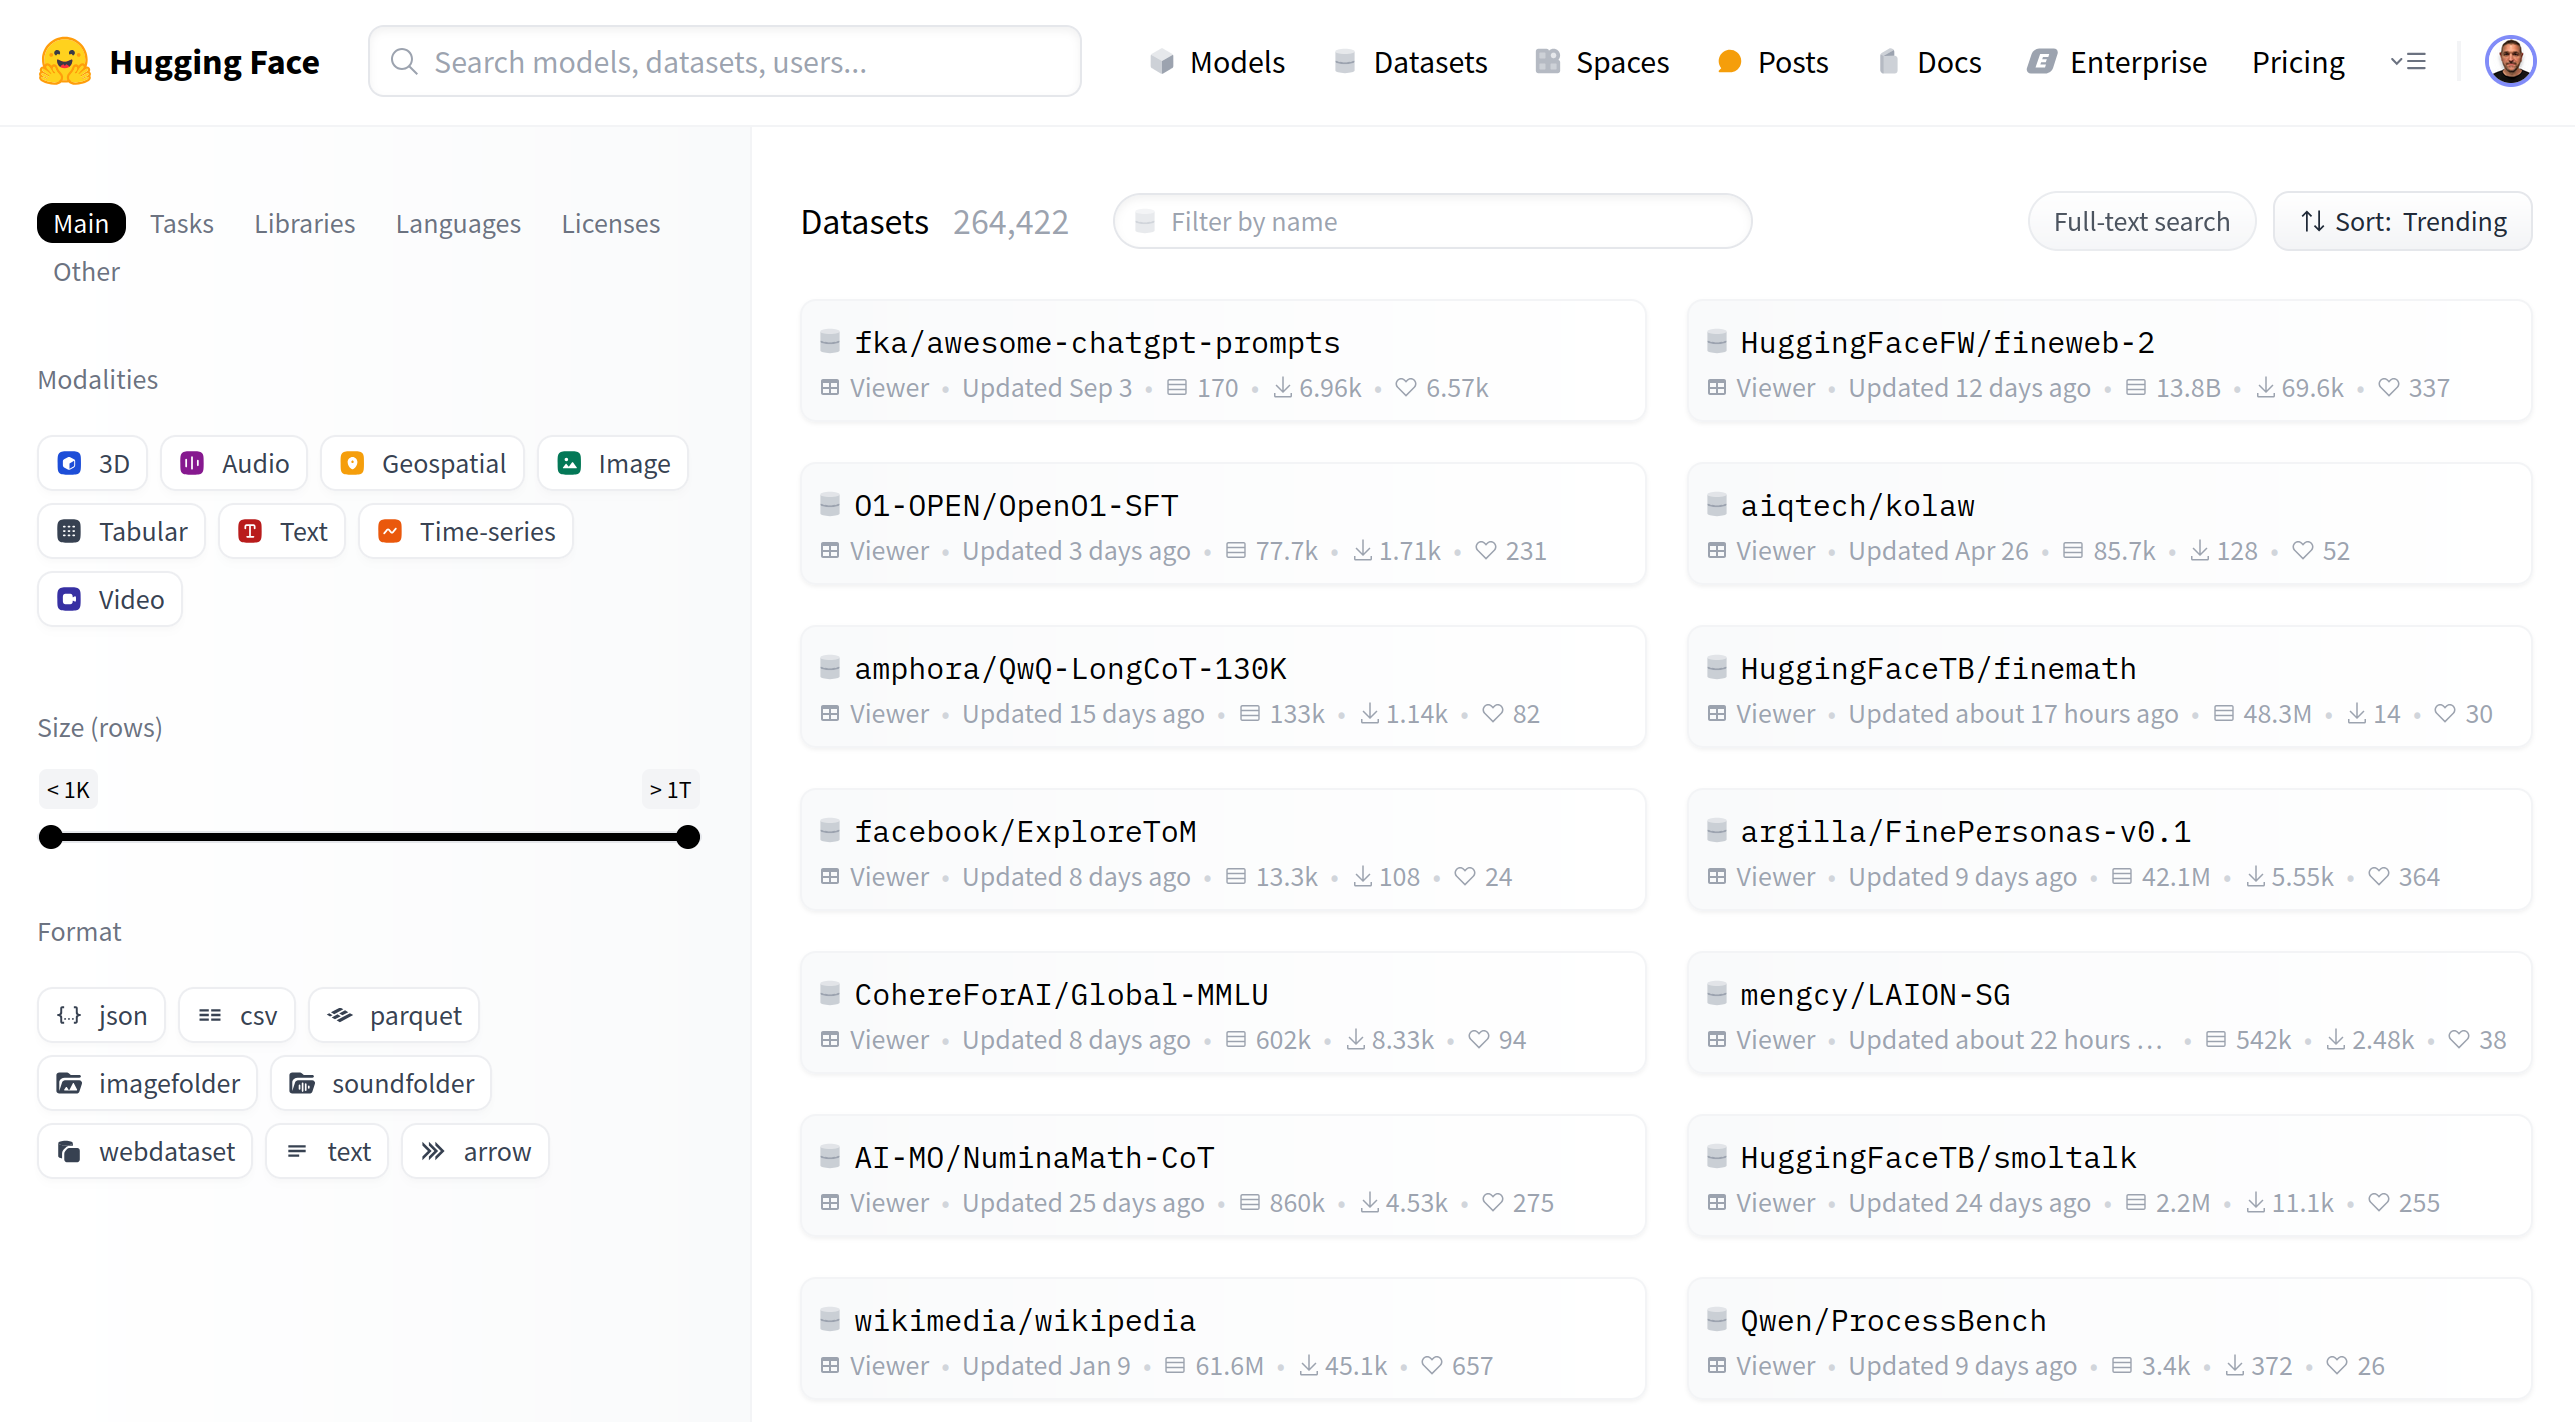 Hugging Face
Search models, datasets, users...
Models
Datasets
Spaces
Posts
Docs
Enterprise
Pricing
Main
Tasks
Libraries
Languages
Licenses
Other
Modalities
3D
Audio
Geospatial
Image
Tabular
Text
Time-series
Video
Size (rows)
< 1K
> 1T
Format
json
csv
parquet
imagefolder
soundfolder
webdataset
text
arrow
Datasets 264,422
Filter by name
Full-text search
Sort: Trending
fka/awesome-chatgpt-prompts
Viewer • Updated Sep 3 • 170 • 6.96k • 6.57k
HuggingFaceFW/fineweb-2
Viewer • Updated 12 days ago • 13.8B • 69.6k • 337
O1-OPEN/OpenO1-SFT
Viewer • Updated 3 days ago • 77.7k • 1.71k • 231
aiqtech/kolaw
Viewer • Updated Apr 26 • 85.7k • 128 • 52
amphora/QwQ-LongCoT-130K
Viewer • Updated 15 days ago • 133k • 1.14k • 82
HuggingFaceTB/finemath
Viewer • Updated about 17 hours ago • 48.3M • 14 • 30
facebook/ExploreToM
Viewer • Updated 8 days ago • 13.3k • 108 • 24
argilla/FinePersonas-v0.1
Viewer • Updated 9 days ago • 42.1M • 5.55k • 364
CohereForAI/Global-MMLU
Viewer • Updated 8 days ago • 602k • 8.33k • 94
mengcy/LAION-SG
Viewer • Updated about 22 hours ... • 542k • 2.48k • 38
AI-MO/NuminaMath-CoT
Viewer • Updated 25 days ago • 860k • 4.53k • 275
HuggingFaceTB/smoltalk
Viewer • Updated 24 days ago • 2.2M • 11.1k • 255
wikimedia/wikipedia
Viewer • Updated Jan 9 • 61.6M • 45.1k • 657
Qwen/ProcessBench
Viewer • Updated 9 days ago • 3.4k • 372 • 26